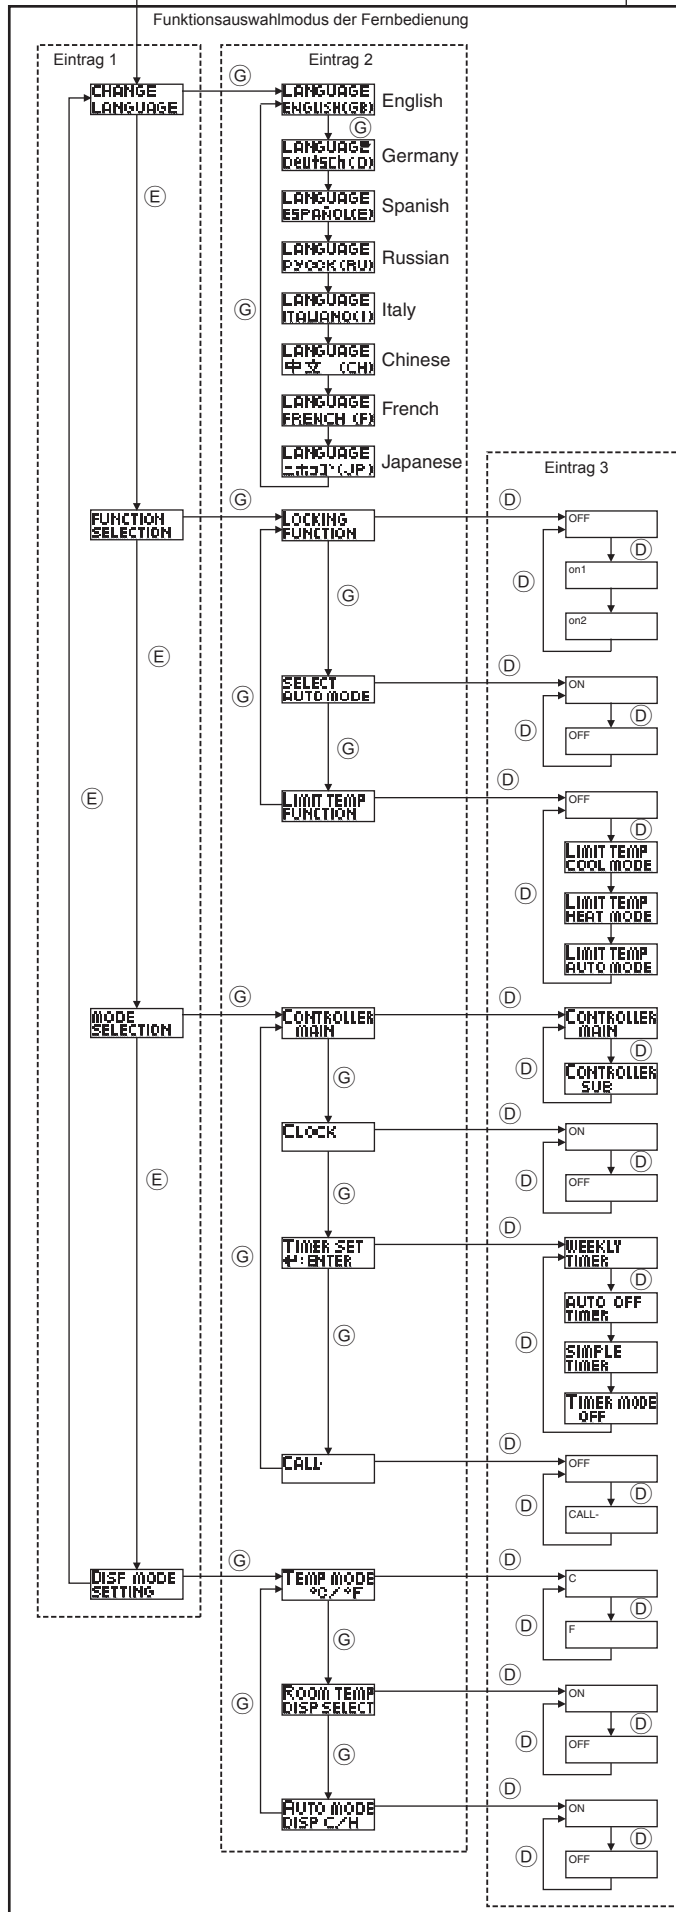 Funktionsauswahlmodus der Fernbedienung
Eintrag 1
Eintrag 2
CHANGE
LANGUAGE
G
LANGUAGE
ENGLISH(GB)
English
G
LANGUAGE
Deutsch(D)
Germany
E
LANGUAGE
ESPAÑOL(E)
Spanish
LANGUAGE
РУССК(RU)
Russian
G
LANGUAGE
ITALIANO(I)
Italy
LANGUAGE
中文 (CH)
Chinese
LANGUAGE
FRENCH (F)
French
LANGUAGE
ニホンゴ(JP)
Japanese
Eintrag 3
FUNCTION
SELECTION
G
LOCKING
FUNCTION
D
OFF
D
D
on1
G
on2
E
SELECT
AUTO MODE
D
ON
G
D
D
OFF
G
E
LIMIT TEMP
FUNCTION
D
OFF
D
LIMIT TEMP
COOL MODE
D
LIMIT TEMP
HEAT MODE
LIMIT TEMP
AUTO MODE
MODE
SELECTION
G
CONTROLLER
MAIN
D
CONTROLLER
MAIN
D
G
D
CONTROLLER
SUB
CLOCK
D
ON
D
E
D
OFF
G
G
TIMER SET
↵:ENTER
D
WEEKLY
TIMER
D
AUTO OFF
TIMER
G
D
SIMPLE
TIMER
TIMER MODE
OFF
CALL-
D
OFF
D
D
CALL-
DISP MODE
SETTING
G
TEMP MODE
°C/°F
D
C
D
D
F
G
G
ROOM TEMP
DISP SELECT
D
ON
D
D
OFF
G
AUTO MODE
DISP C/H
D
ON
D
D
OFF